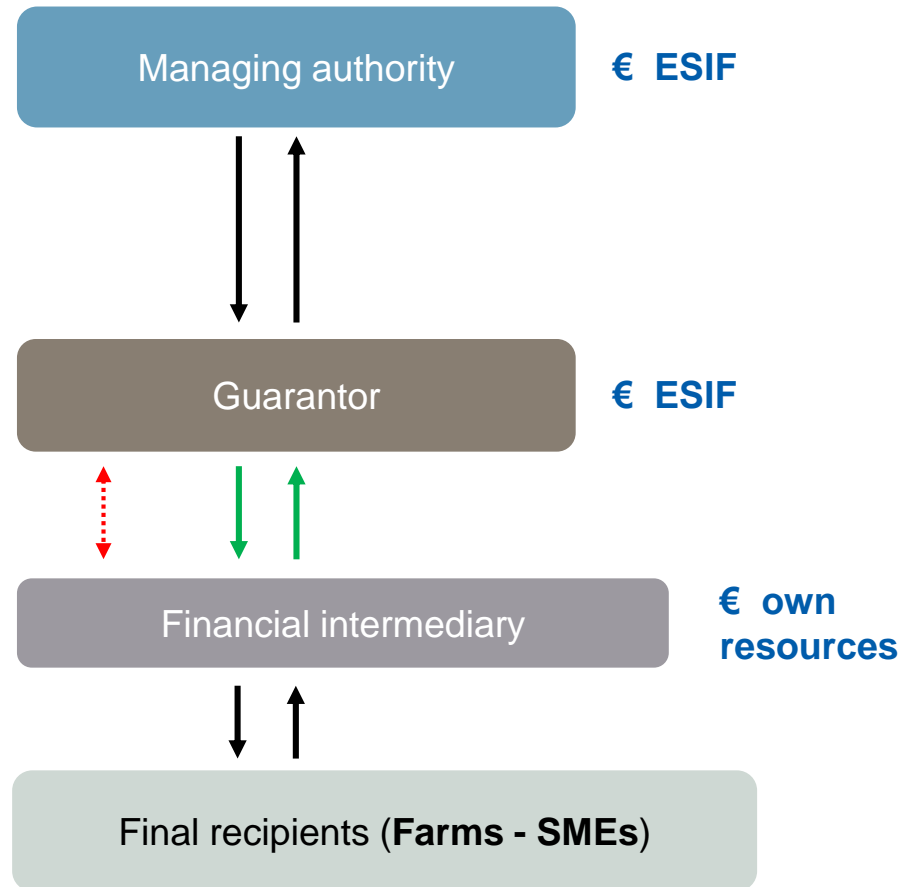 Managing authority
€ ESIF
Guarantor
€ ESIF
Financial intermediary
€ own
resources
Final recipients (Farms - SMEs)